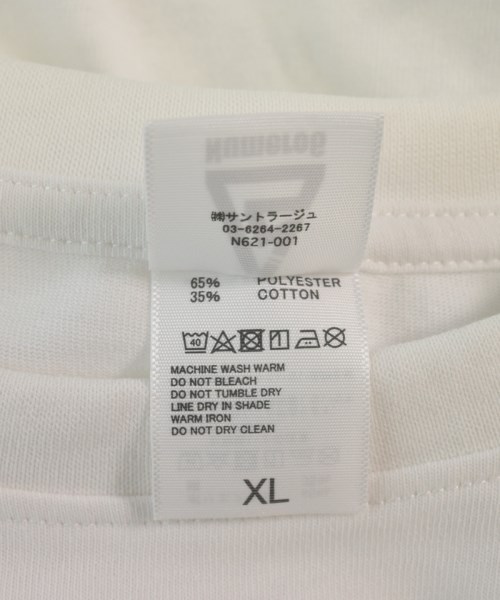 Numero6
㈱サントラージュ
03-6264-2267
N621-001
65% POLYESTER
35% COTTON
40
MACHINE WASH WARM
DO NOT BLEACH
DO NOT TUMBLE DRY
LINE DRY IN SHADE
WARM IRON
DO NOT DRY CLEAN
XL